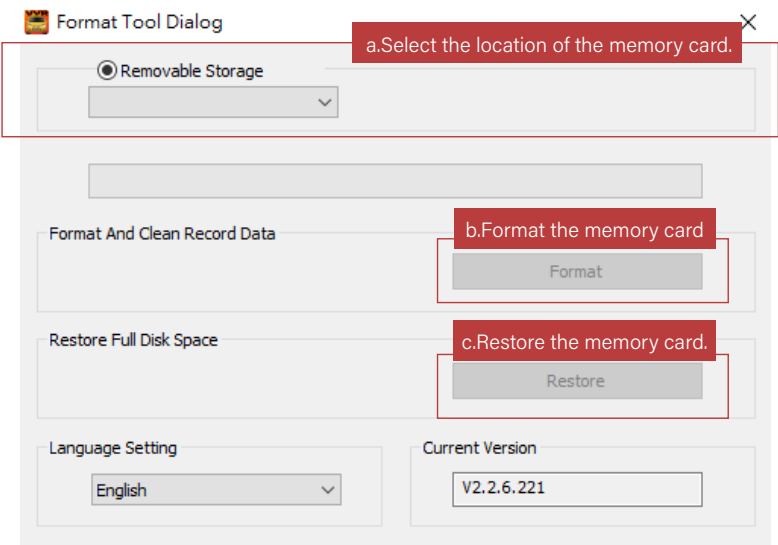 Format Tool Dialog
a.Select the location of the memory card.
Removable Storage
b.Format the memory card
Format And Clean Record Data
Format
c.Restore the memory card.
Restore Full Disk Space
Restore
Language Setting
Current Version
English
V2.2.6.221